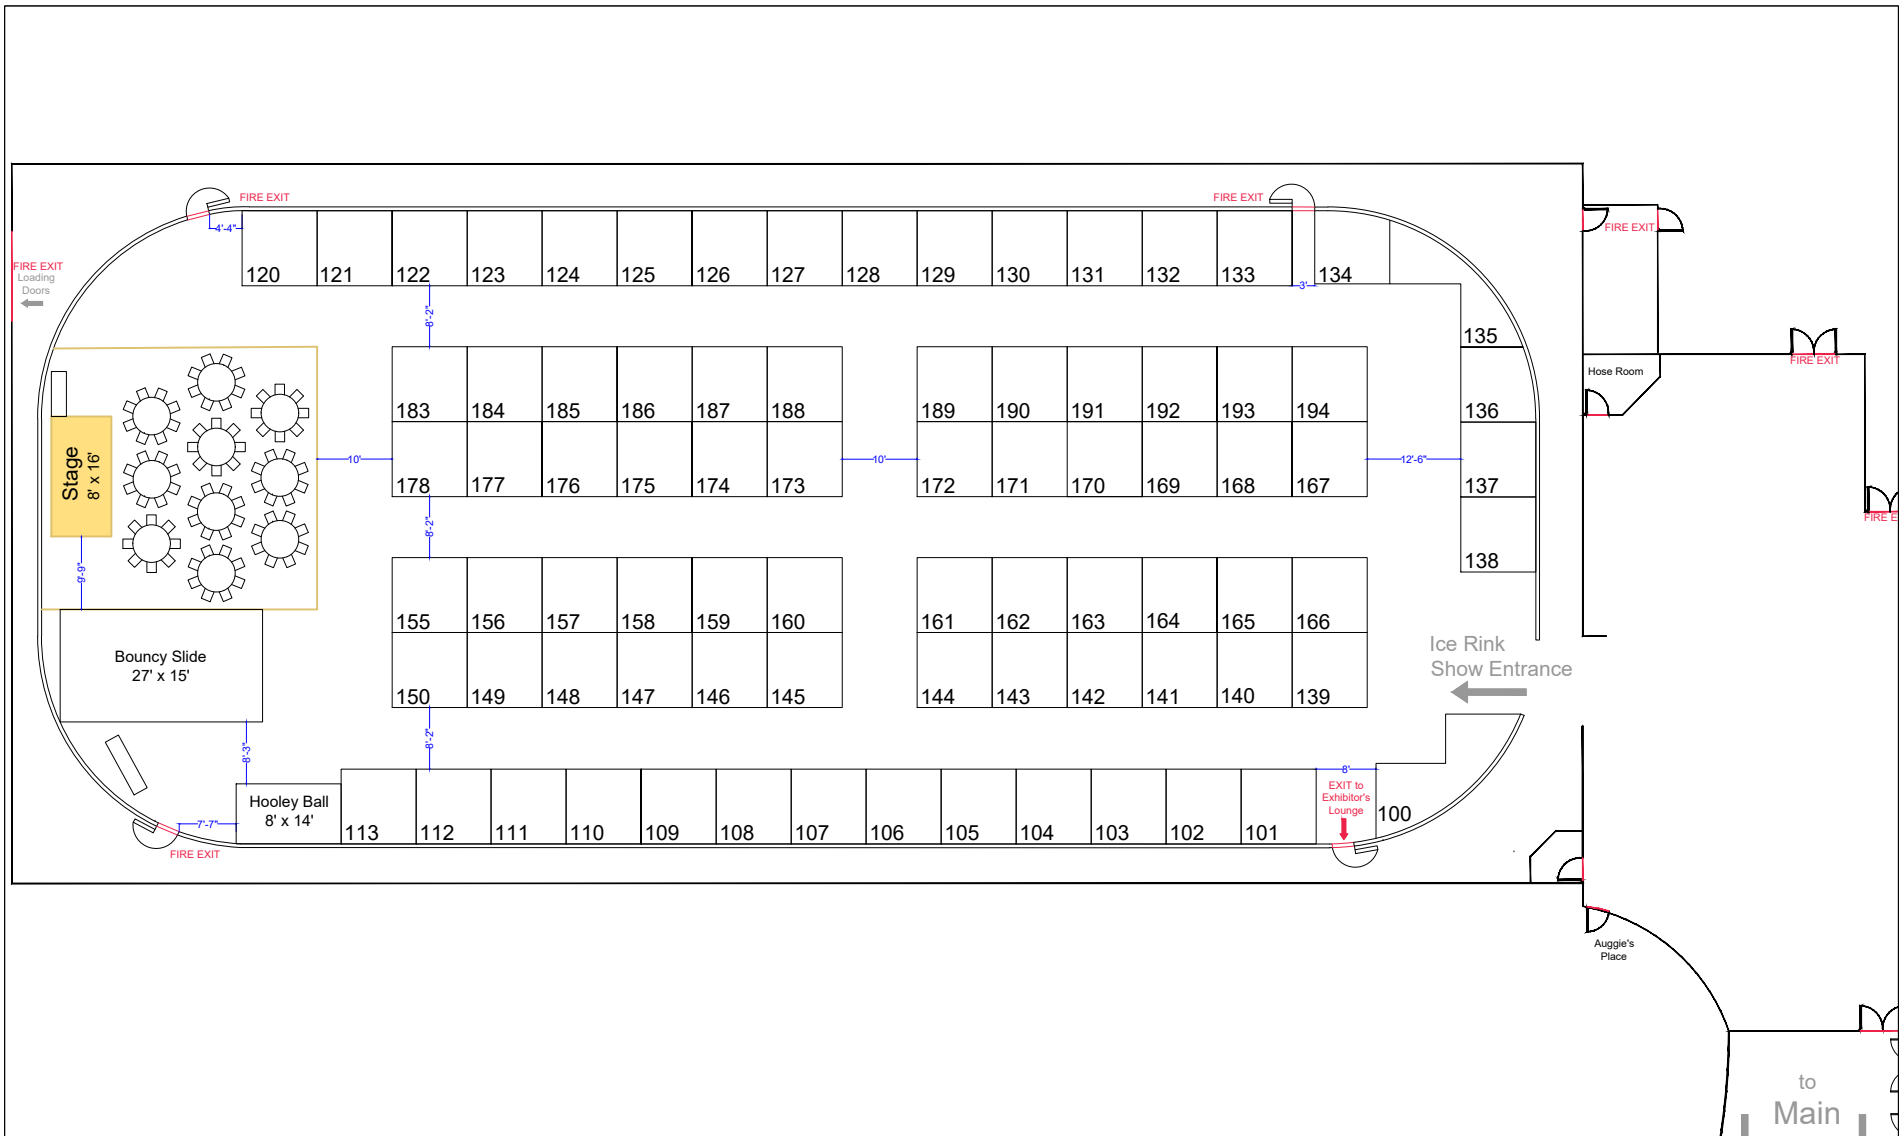 FIRE EXIT
FIRE EXIT
4'-4"
FIRE EXIT
FIRE EXIT
Loading
Doors
120 121 122 123 124 125 126 127 128 129 130 131 132 133 134
3'
8'-2"
135
FIRE EXIT
Hose Room
183 184 185 186 187 188 189 190 191 192 193 194 136
Stage
8' x 16'
10'
10'
12'-6"
178 177 176 175 174 173 172 171 170 169 168 167 137
FIRE E
8'-2"
138
9'-9"
155 156 157 158 159 160 161 162 163 164 165 166
Ice Rink
Show Entrance
Bouncy Slide
27' x 15'
150 149 148 147 146 145 144 143 142 141 140 139
8'-2"
8'-3"
8'
EXIT to
Exhibitor's
Lounge
Hooley Ball
8' x 14'
7'-7"
113 112 111 110 109 108 107 106 105 104 103 102 101 100
FIRE EXIT
Auggie's
Place
to
Main